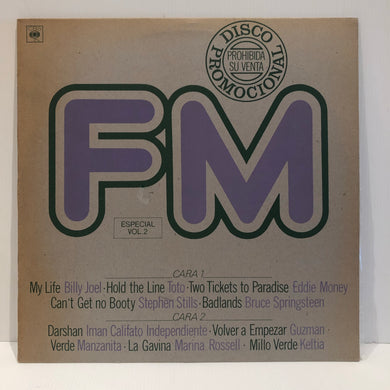 CBS
DISCO
PROMOCIONAL
PROHIBIDA
SU VENTA
FM
ESPECIAL
VOL.2
CARA 1
My Life Billy Joel·Hold the Line Toto·Two Tickets to Paradise Eddie Money
Can't Get no Booty Stephen Stills·Badlands Bruce Springsteen
CARA 2
Darshan Iman Califato Independiente·Volver a Empezar Guzman·
Verde Manzanita·La Gavina Marina Rossell·Millo Verde Keltia